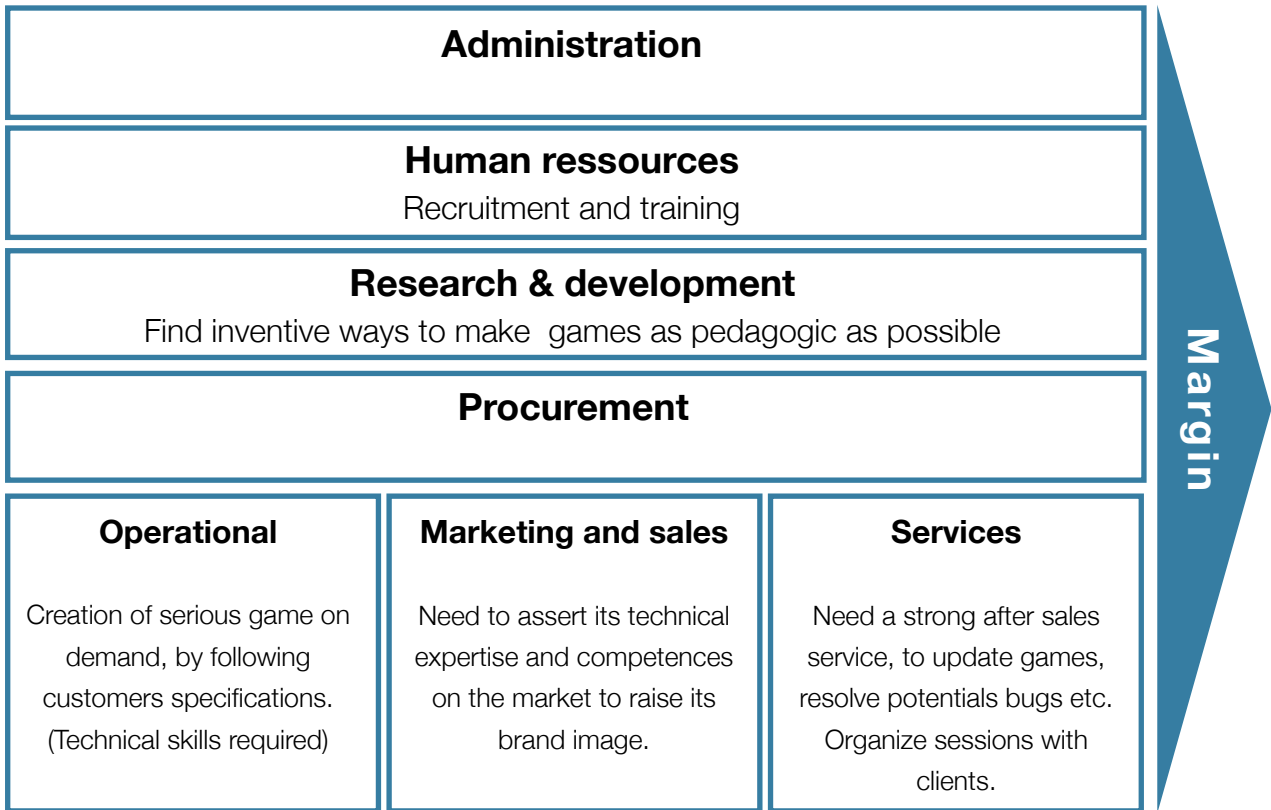 Administration
Human ressources
Recruitment and training
Research & development
Find inventive ways to make  games as pedagogic as possible
Procurement
Operational
Creation of serious game on
demand, by following
customers specifications.
(Technical skills required)
Marketing and sales
Need to assert its technical
expertise and competences
on the market to raise its
brand image.
Services
Need a strong after sales
service, to update games,
resolve potentials bugs etc.
Organize sessions with
clients.
Margin